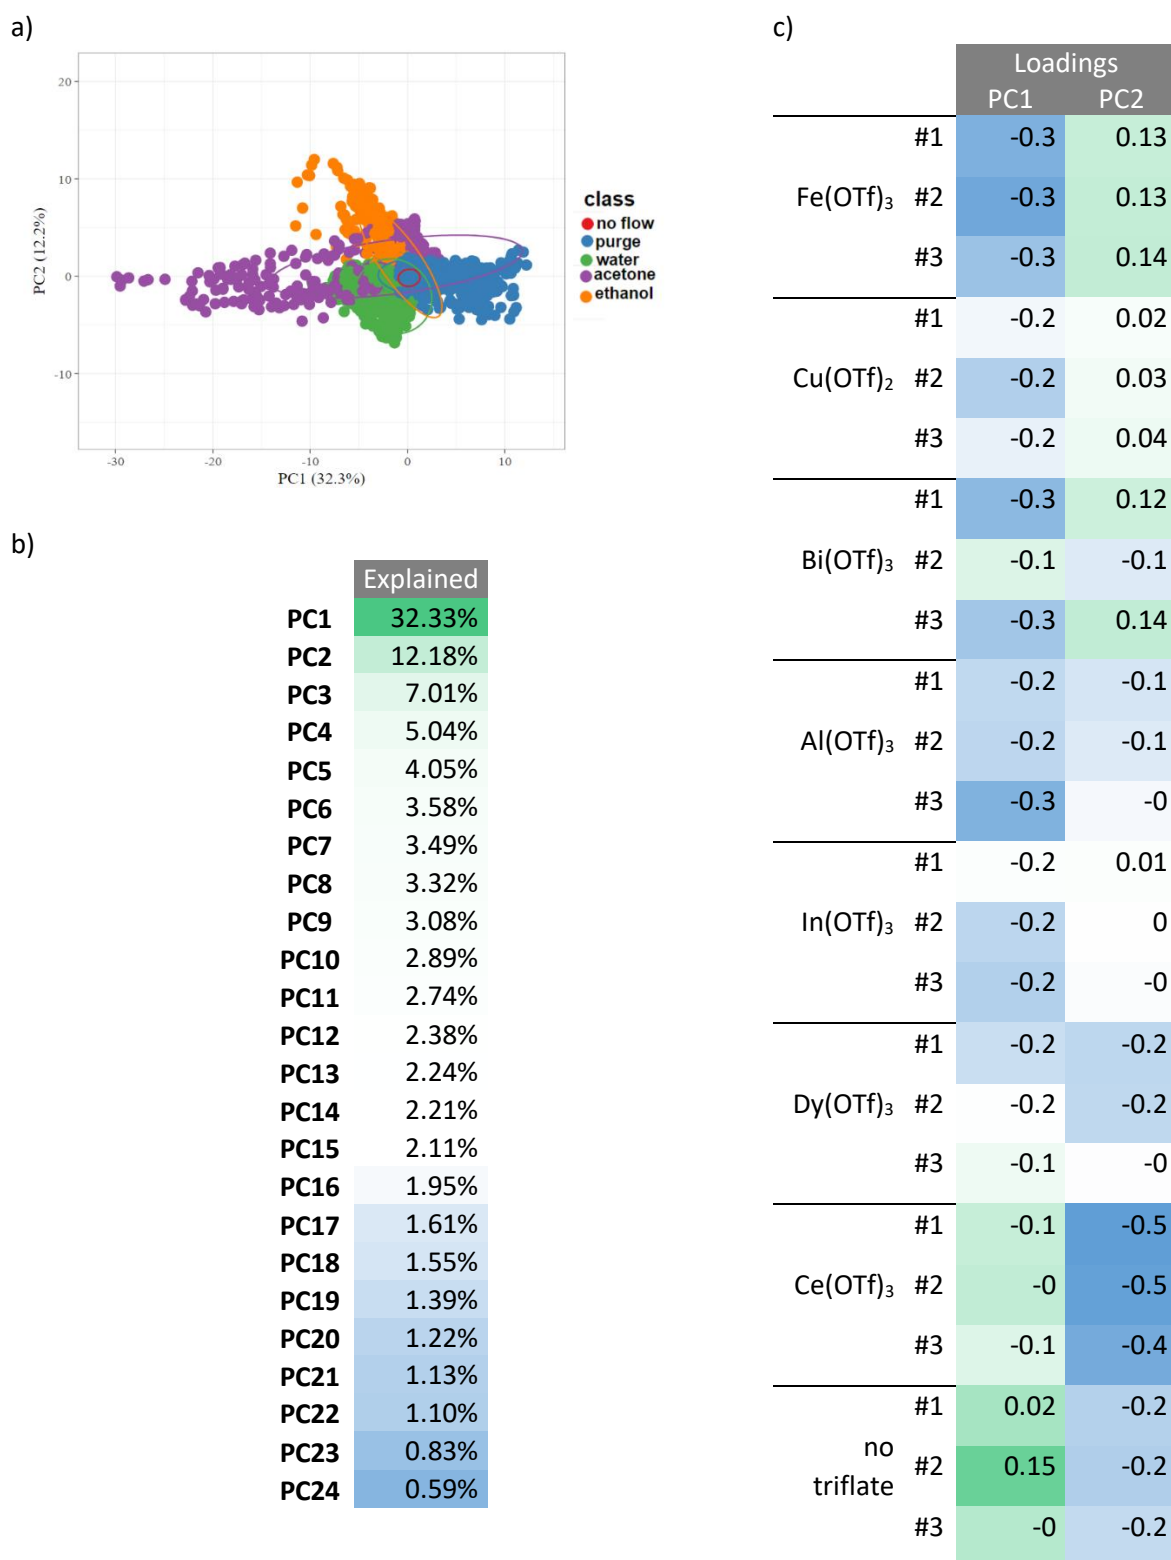 a)
20
10
0
-10
-30
-20
-10
0
10
PC2 (12.2%)
PC1 (32.3%)
class
no flow
purge
water
acetone
ethanol
b)
Explained
PC1 32.33%
PC2 12.18%
PC3 7.01%
PC4 5.04%
PC5 4.05%
PC6 3.58%
PC7 3.49%
PC8 3.32%
PC9 3.08%
PC10 2.89%
PC11 2.74%
PC12 2.38%
PC13 2.24%
PC14 2.21%
PC15 2.11%
PC16 1.95%
PC17 1.61%
PC18 1.55%
PC19 1.39%
PC20 1.22%
PC21 1.13%
PC22 1.10%
PC23 0.83%
PC24 0.59%
c)
Loadings
PC1 PC2
#1 -0.3 0.13
Fe(OTf)₃ #2 -0.3 0.13
#3 -0.3 0.14
#1 -0.2 0.02
Cu(OTf)₂ #2 -0.2 0.03
#3 -0.2 0.04
#1 -0.3 0.12
Bi(OTf)₃ #2 -0.1 -0.1
#3 -0.3 0.14
#1 -0.2 -0.1
Al(OTf)₃ #2 -0.2 -0.1
#3 -0.3 -0
#1 -0.2 0.01
In(OTf)₃ #2 -0.2 0
#3 -0.2 -0
#1 -0.2 -0.2
Dy(OTf)₃ #2 -0.2 -0.2
#3 -0.1 -0
#1 -0.1 -0.5
Ce(OTf)₃ #2 -0 -0.5
#3 -0.1 -0.4
#1 0.02 -0.2
no
triflate #2 0.15 -0.2
#3 -0 -0.2